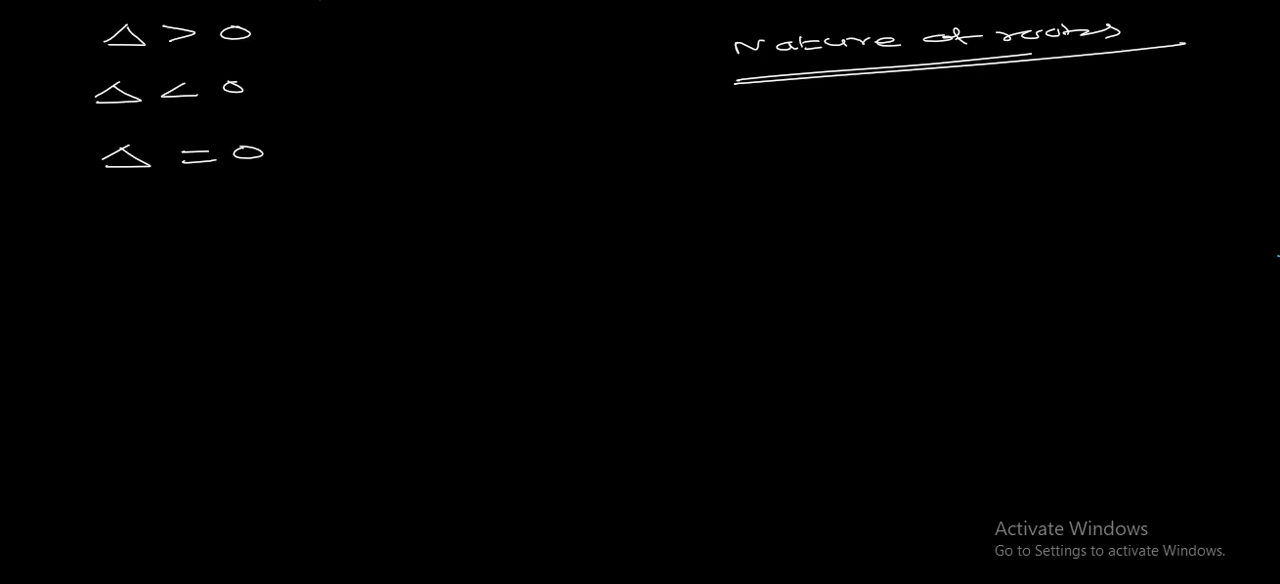 Δ > 0
Nature of roots
Δ < 0
Δ = 0
Activate Windows
Go to Settings to activate Windows.